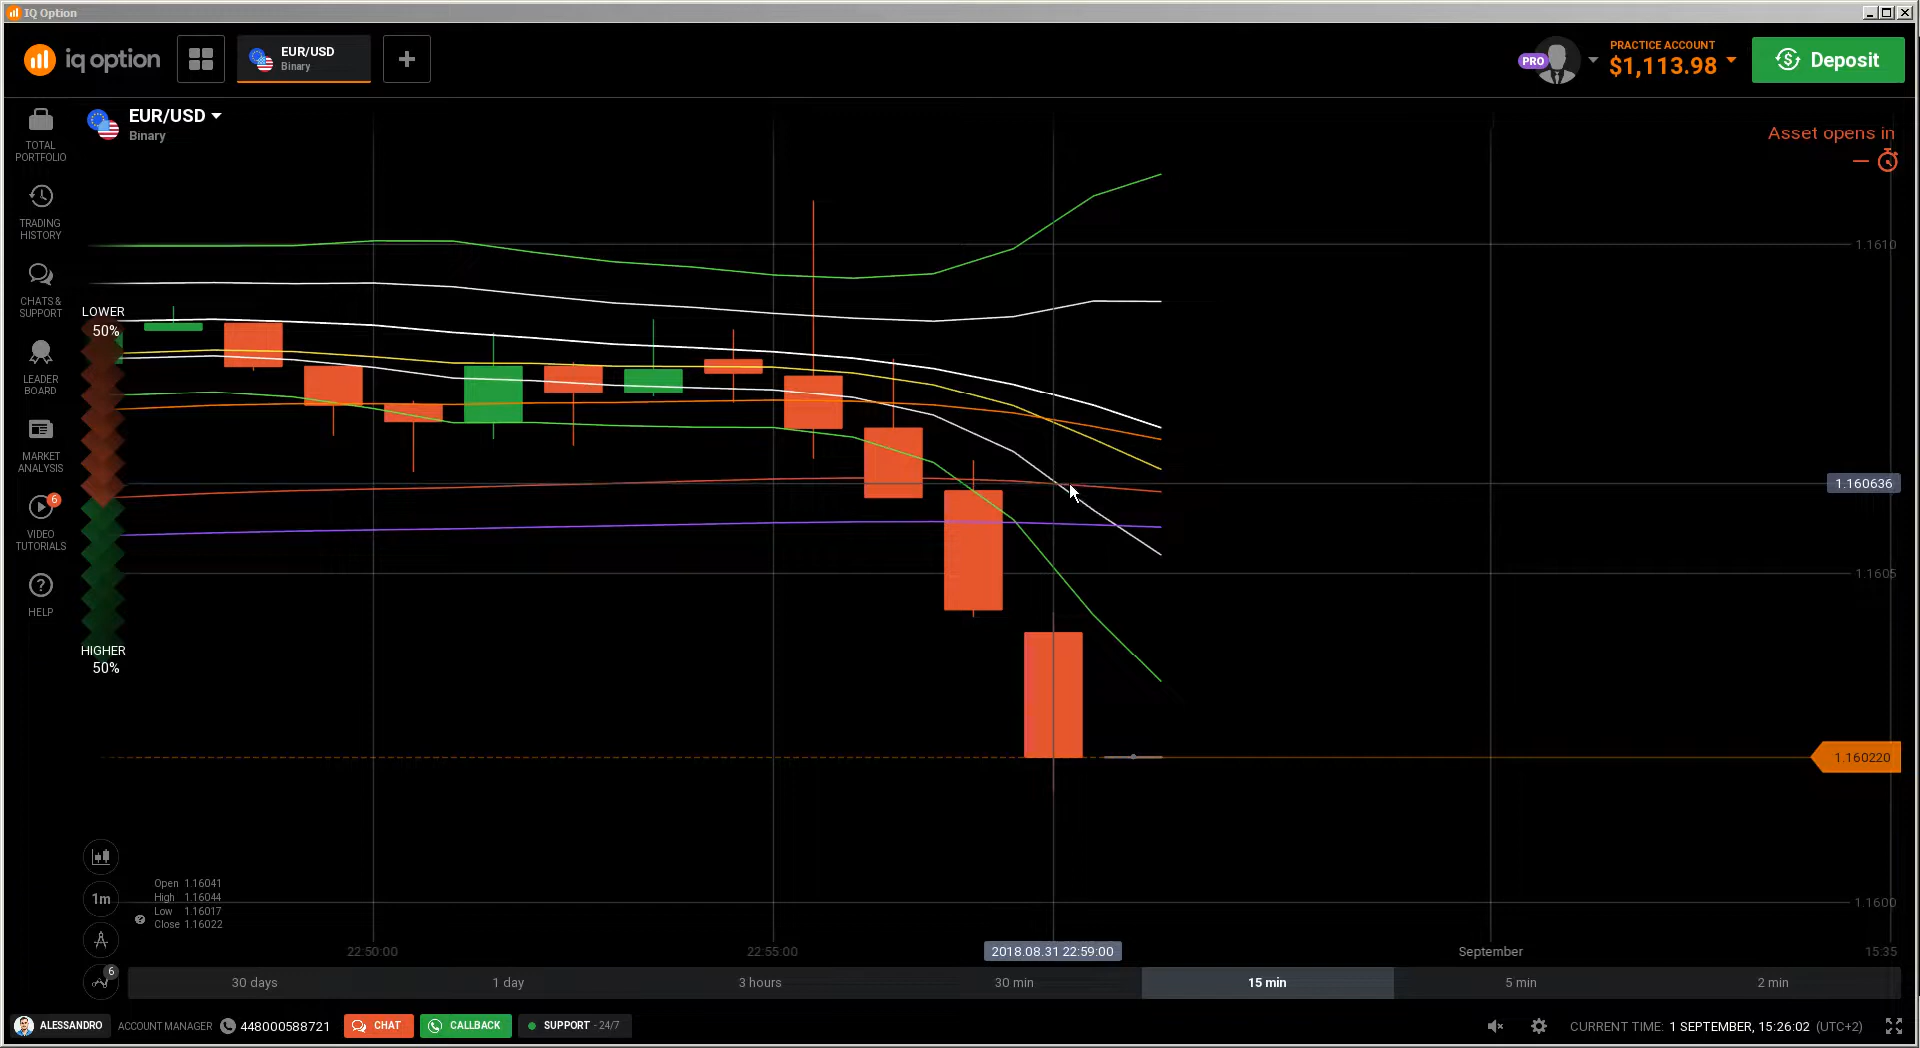 IQ Option
iq option
EUR/USD
Binary
+
PRO
PRACTICE ACCOUNT
$1,113.98
Deposit
EUR/USD
Binary
Asset opens in
TOTAL
PORTFOLIO
TRADING
HISTORY
CHATS &
SUPPORT
LEADER
BOARD
MARKET
ANALYSIS
6
VIDEO
TUTORIALS
?
HELP
LOWER
50%
HIGHER
50%
1.1610
1.160636
1.1605
1.160220
1.1600
1m
Open 1.16041
High 1.16044
Low 1.16017
Close 1.16022
?
6
22:50:00
22:55:00
2018.08.31 22:59:00
September
15:35
30 days
1 day
3 hours
30 min
15 min
5 min
2 min
ALESSANDRO
ACCOUNT MANAGER
448000588721
CHAT
CALLBACK
SUPPORT - 24/7
CURRENT TIME: 1 SEPTEMBER, 15:26:02 (UTC+2)